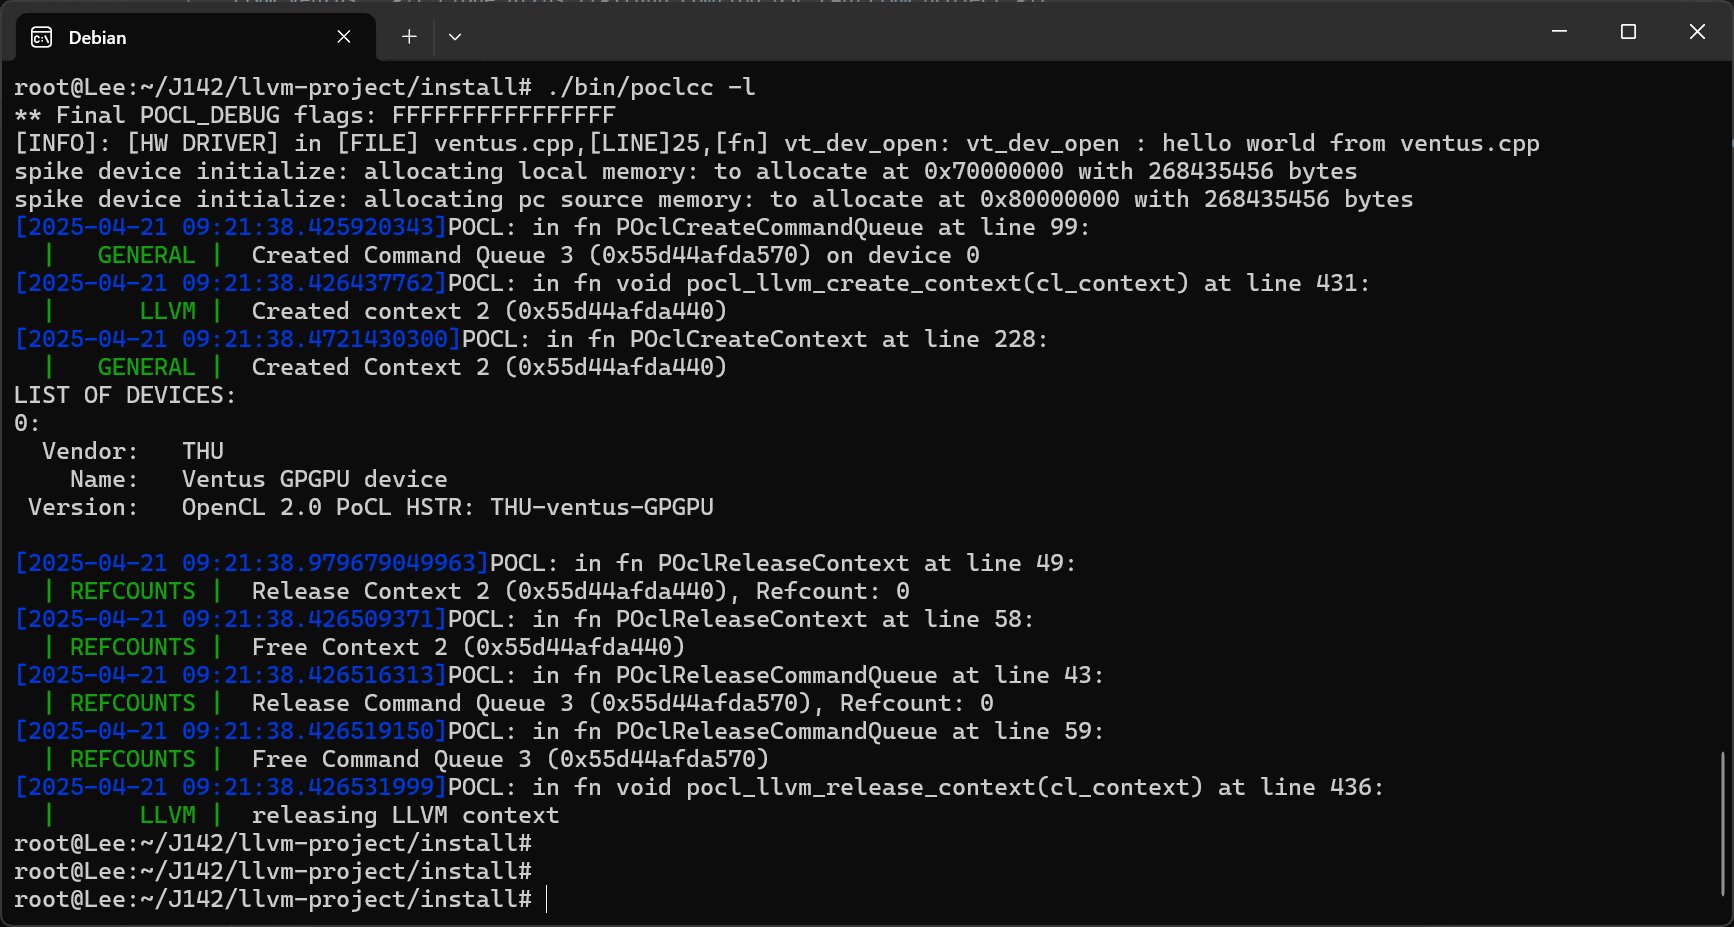 Debian
root@Lee:~/J142/llvm-project/install# ./bin/poclcc -l
** Final POCL_DEBUG flags: FFFFFFFFFFFFFFFF
[INFO]: [HW DRIVER] in [FILE] ventus.cpp,[LINE]25,[fn] vt_dev_open: vt_dev_open : hello world from ventus.cpp
spike device initialize: allocating local memory: to allocate at 0x70000000 with 268435456 bytes
spike device initialize: allocating pc source memory: to allocate at 0x80000000 with 268435456 bytes
[2025-04-21 09:21:38.425920343]POCL: in fn POclCreateCommandQueue at line 99:
  |   GENERAL |  Created Command Queue 3 (0x55d44afda570) on device 0
[2025-04-21 09:21:38.426437762]POCL: in fn void pocl_llvm_create_context(cl_context) at line 431:
  |      LLVM |  Created context 2 (0x55d44afda440)
[2025-04-21 09:21:38.4721430300]POCL: in fn POclCreateContext at line 228:
  |   GENERAL |  Created Context 2 (0x55d44afda440)
LIST OF DEVICES:
0:
  Vendor:   THU
    Name:   Ventus GPGPU device
 Version:   OpenCL 2.0 PoCL HSTR: THU-ventus-GPGPU
[2025-04-21 09:21:38.979679049963]POCL: in fn POclReleaseContext at line 49:
  | REFCOUNTS |  Release Context 2 (0x55d44afda440), Refcount: 0
[2025-04-21 09:21:38.426509371]POCL: in fn POclReleaseContext at line 58:
  | REFCOUNTS |  Free Context 2 (0x55d44afda440)
[2025-04-21 09:21:38.426516313]POCL: in fn POclReleaseCommandQueue at line 43:
  | REFCOUNTS |  Release Command Queue 3 (0x55d44afda570), Refcount: 0
[2025-04-21 09:21:38.426519150]POCL: in fn POclReleaseCommandQueue at line 59:
  | REFCOUNTS |  Free Command Queue 3 (0x55d44afda570)
[2025-04-21 09:21:38.426531999]POCL: in fn void pocl_llvm_release_context(cl_context) at line 436:
  |      LLVM |  releasing LLVM context
root@Lee:~/J142/llvm-project/install#
root@Lee:~/J142/llvm-project/install#
root@Lee:~/J142/llvm-project/install#